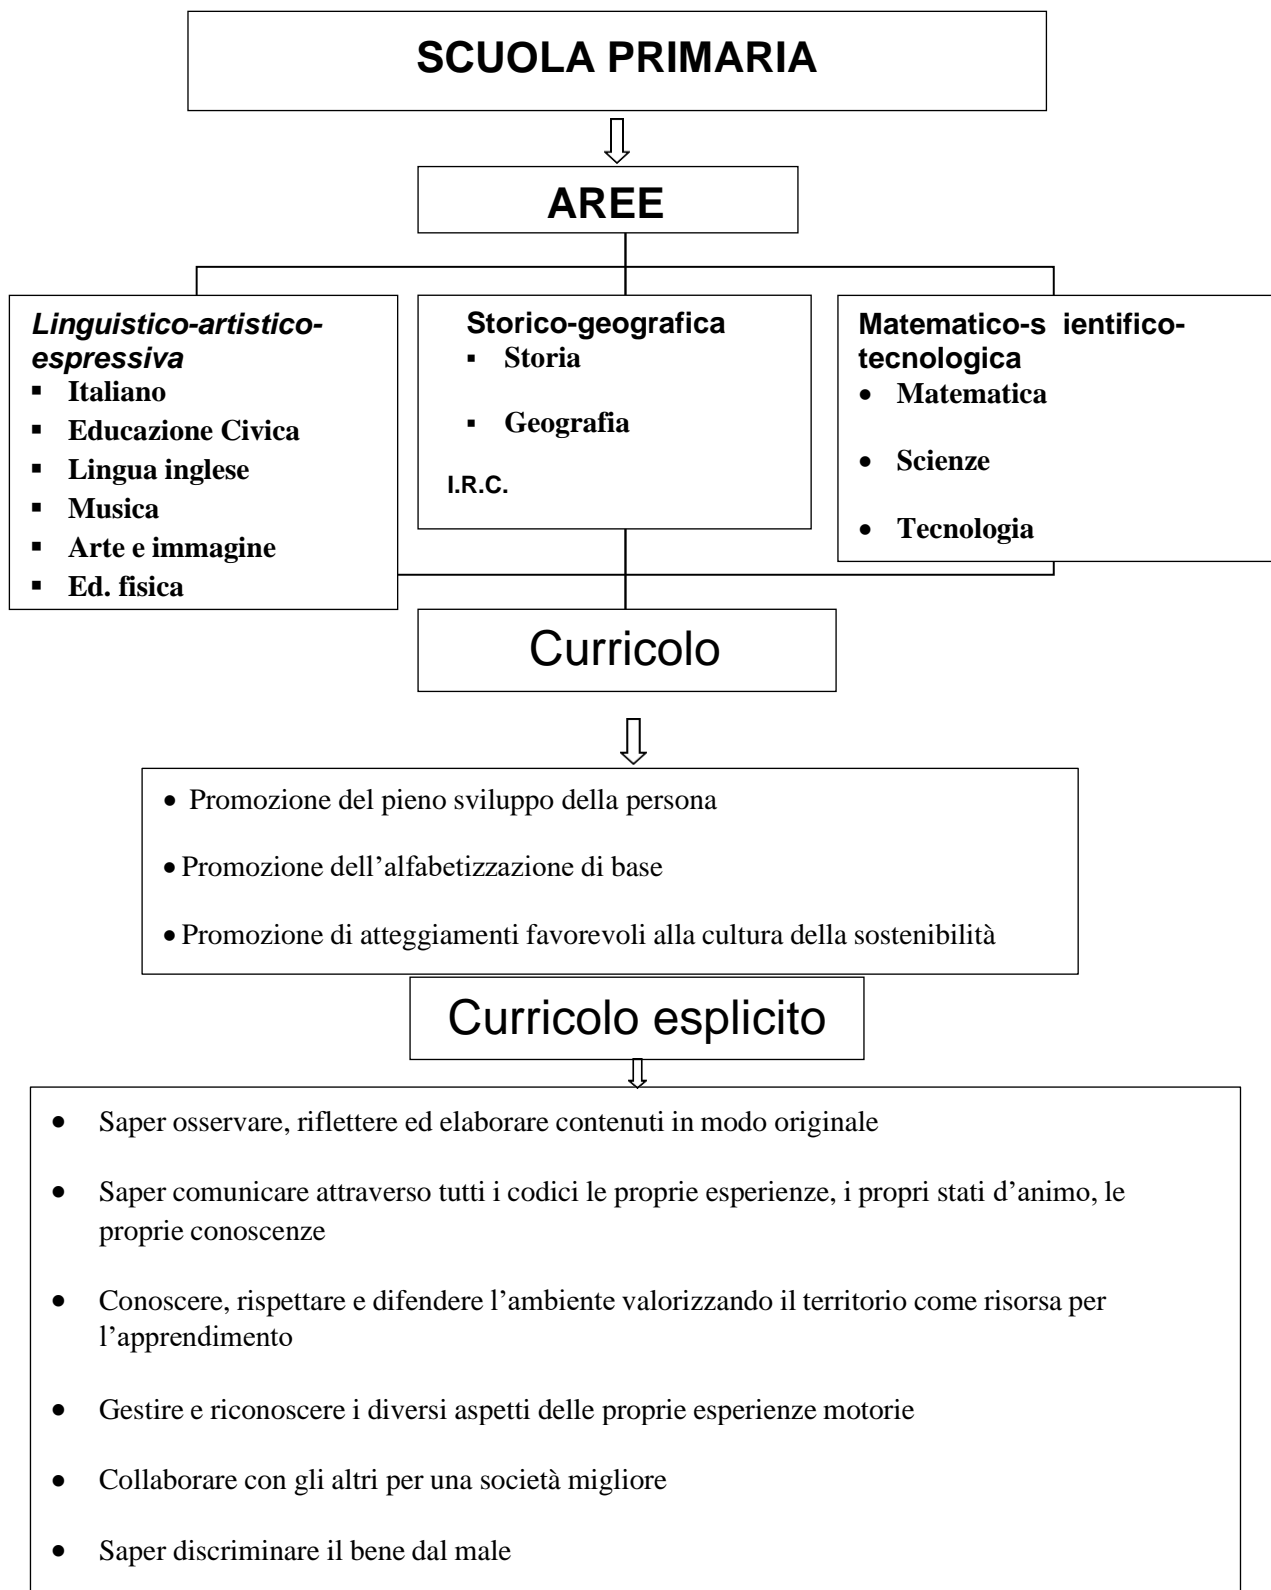 SCUOLA PRIMARIA
AREE
Linguistico-artistico-
espressiva
▪ Italiano
▪ Educazione Civica
▪ Lingua inglese
▪ Musica
▪ Arte e immagine
▪ Ed. fisica
Storico-geografica
▪ Storia
▪ Geografia
I.R.C.
Matematico-s ientifico-
tecnologica
• Matematica
• Scienze
• Tecnologia
Curricolo
• Promozione del pieno sviluppo della persona
• Promozione dell’alfabetizzazione di base
• Promozione di atteggiamenti favorevoli alla cultura della sostenibilità
Curricolo esplicito
• Saper osservare, riflettere ed elaborare contenuti in modo originale
• Saper comunicare attraverso tutti i codici le proprie esperienze, i propri stati d’animo, le
proprie conoscenze
• Conoscere, rispettare e difendere l’ambiente valorizzando il territorio come risorsa per
l’apprendimento
• Gestire e riconoscere i diversi aspetti delle proprie esperienze motorie
• Collaborare con gli altri per una società migliore
• Saper discriminare il bene dal male